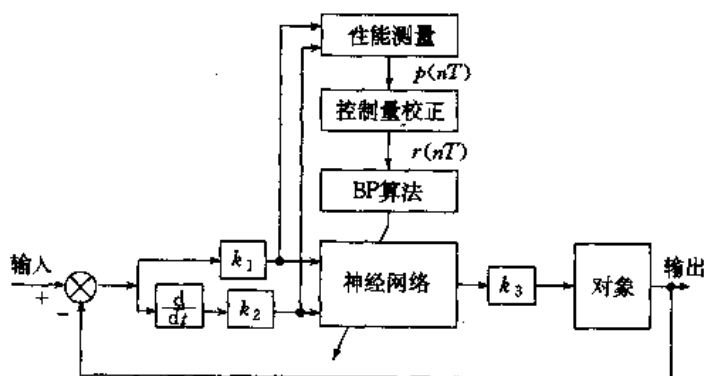 性能测量
p(nT)
控制量校正
r(nT)
BP算法
输入
+
−
k₁
d/dt
k₂
神经网络
k₃
对象
输出